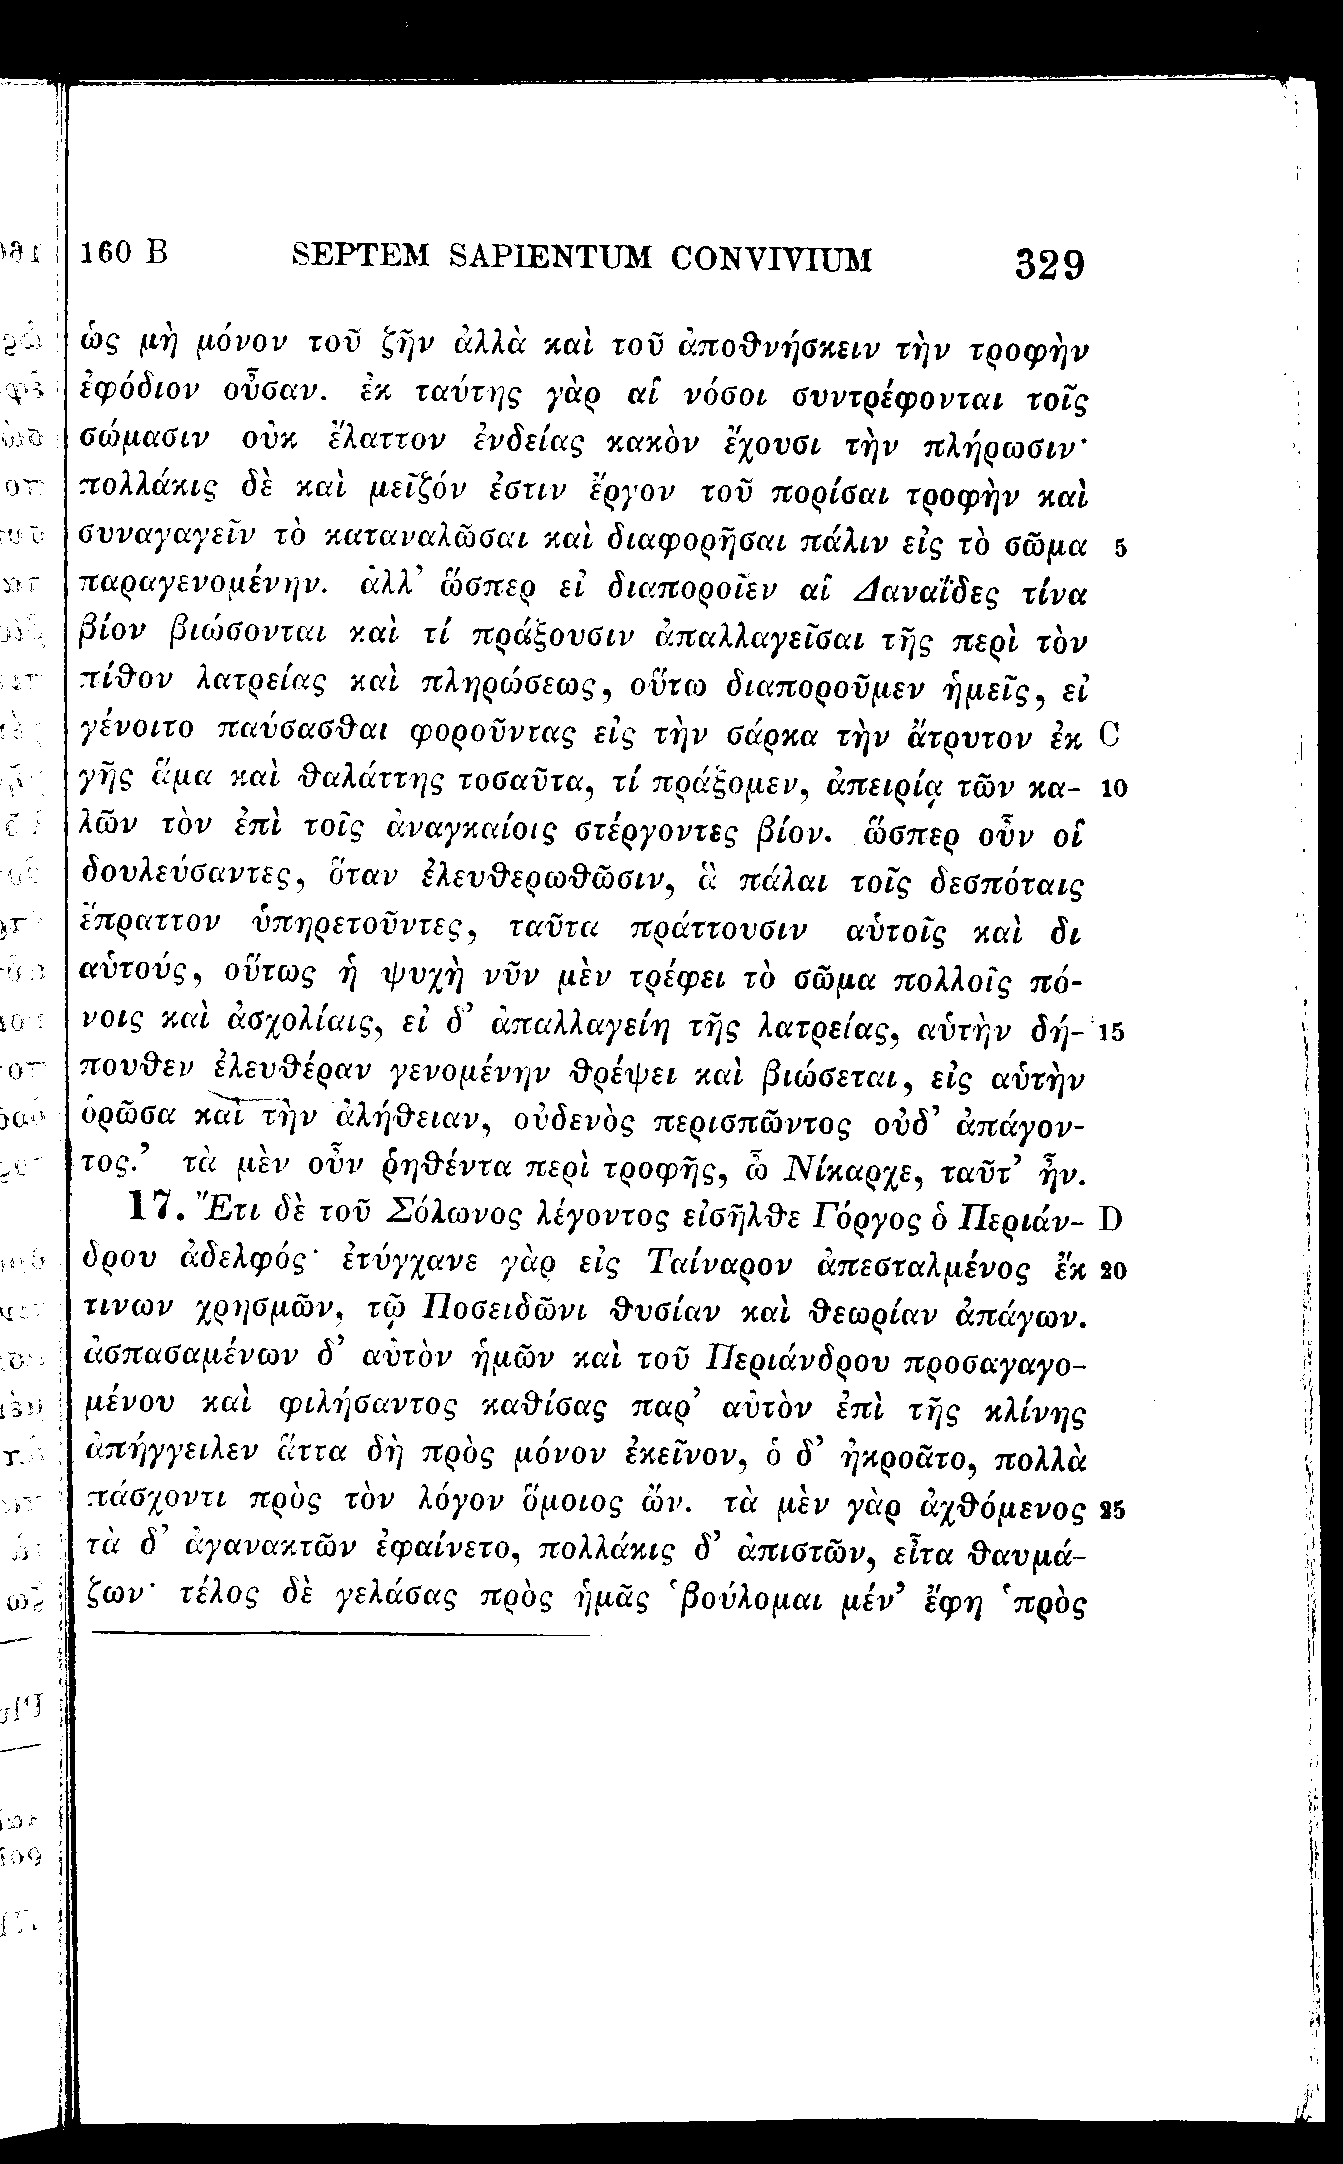 160 B SEPTEM SAPIENTUM CONVIVIUM 329
ὡς μὴ μόνον τοῦ ζῆν ἀλλὰ καὶ τοῦ ἀποθνήσκειν τὴν τροφὴν
ἐφόδιον οὖσαν. ἐκ ταύτης γὰρ αἱ νόσοι συντρέφονται τοῖς
σώμασιν οὐκ ἔλαττον ἐνδείας κακὸν ἔχουσι τὴν πλήρωσιν·
πολλάκις δὲ καὶ μεῖζόν ἐστιν ἔργον τοῦ πορίσαι τροφὴν καὶ
συναγαγεῖν τὸ καταναλῶσαι καὶ διαφορῆσαι πάλιν εἰς τὸ σῶμα 5
παραγενομένην. ἀλλ’ ὥσπερ εἰ διαποροῖεν αἱ Δαναΐδες τίνα
βίον βιώσονται καὶ τί πράξουσιν ἀπαλλαγεῖσαι τῆς περὶ τὸν
πίθον λατρείας καὶ πληρώσεως, οὕτω διαποροῦμεν ἡμεῖς, εἰ
γένοιτο παύσασθαι φοροῦντας εἰς τὴν σάρκα τὴν ἄτρυτον ἐκ C
γῆς ἅμα καὶ θαλάττης τοσαῦτα, τί πράξομεν, ἀπειρίᾳ τῶν κα- 10
λῶν τὸν ἐπὶ τοῖς ἀναγκαίοις στέργοντες βίον. ὥσπερ οὖν οἱ
δουλεύσαντες, ὅταν ἐλευθερωθῶσιν, ἃ πάλαι τοῖς δεσπόταις
ἔπραττον ὑπηρετοῦντες, ταῦτα πράττουσιν αὑτοῖς καὶ δι
αὑτούς, οὕτως ἡ ψυχὴ νῦν μὲν τρέφει τὸ σῶμα πολλοῖς πό-
νοις καὶ ἀσχολίαις, εἰ δ’ ἀπαλλαγείη τῆς λατρείας, αὑτὴν δή- 15
πουθεν ἐλευθέραν γενομένην θρέψει καὶ βιώσεται, εἰς αὑτὴν
ὁρῶσα καὶ τὴν ἀλήθειαν, οὐδενὸς περισπῶντος οὐδ’ ἀπάγον-
τος.’ τὰ μὲν οὖν ῥηθέντα περὶ τροφῆς, ὦ Νίκαρχε, ταῦτ’ ἦν.
17. Ἔτι δὲ τοῦ Σόλωνος λέγοντος εἰσῆλθε Γόργος ὁ Περιάν- D
δρου ἀδελφός· ἐτύγχανε γὰρ εἰς Ταίναρον ἀπεσταλμένος ἔκ 20
τινων χρησμῶν, τῷ Ποσειδῶνι θυσίαν καὶ θεωρίαν ἀπάγων.
ἀσπασαμένων δ’ αὐτὸν ἡμῶν καὶ τοῦ Περιάνδρου προσαγαγο-
μένου καὶ φιλήσαντος καθίσας παρ’ αὐτὸν ἐπὶ τῆς κλίνης
ἀπήγγειλεν ἅττα δὴ πρὸς μόνον ἐκεῖνον, ὁ δ’ ἠκροᾶτο, πολλὰ
πάσχοντι πρὸς τὸν λόγον ὅμοιος ὤν. τὰ μὲν γὰρ ἀχθόμενος 25
τὰ δ’ ἀγανακτῶν ἐφαίνετο, πολλάκις δ’ ἀπιστῶν, εἶτα θαυμά-
ζων· τέλος δὲ γελάσας πρὸς ἡμᾶς ‘βούλομαι μέν’ ἔφη ‘πρὸς